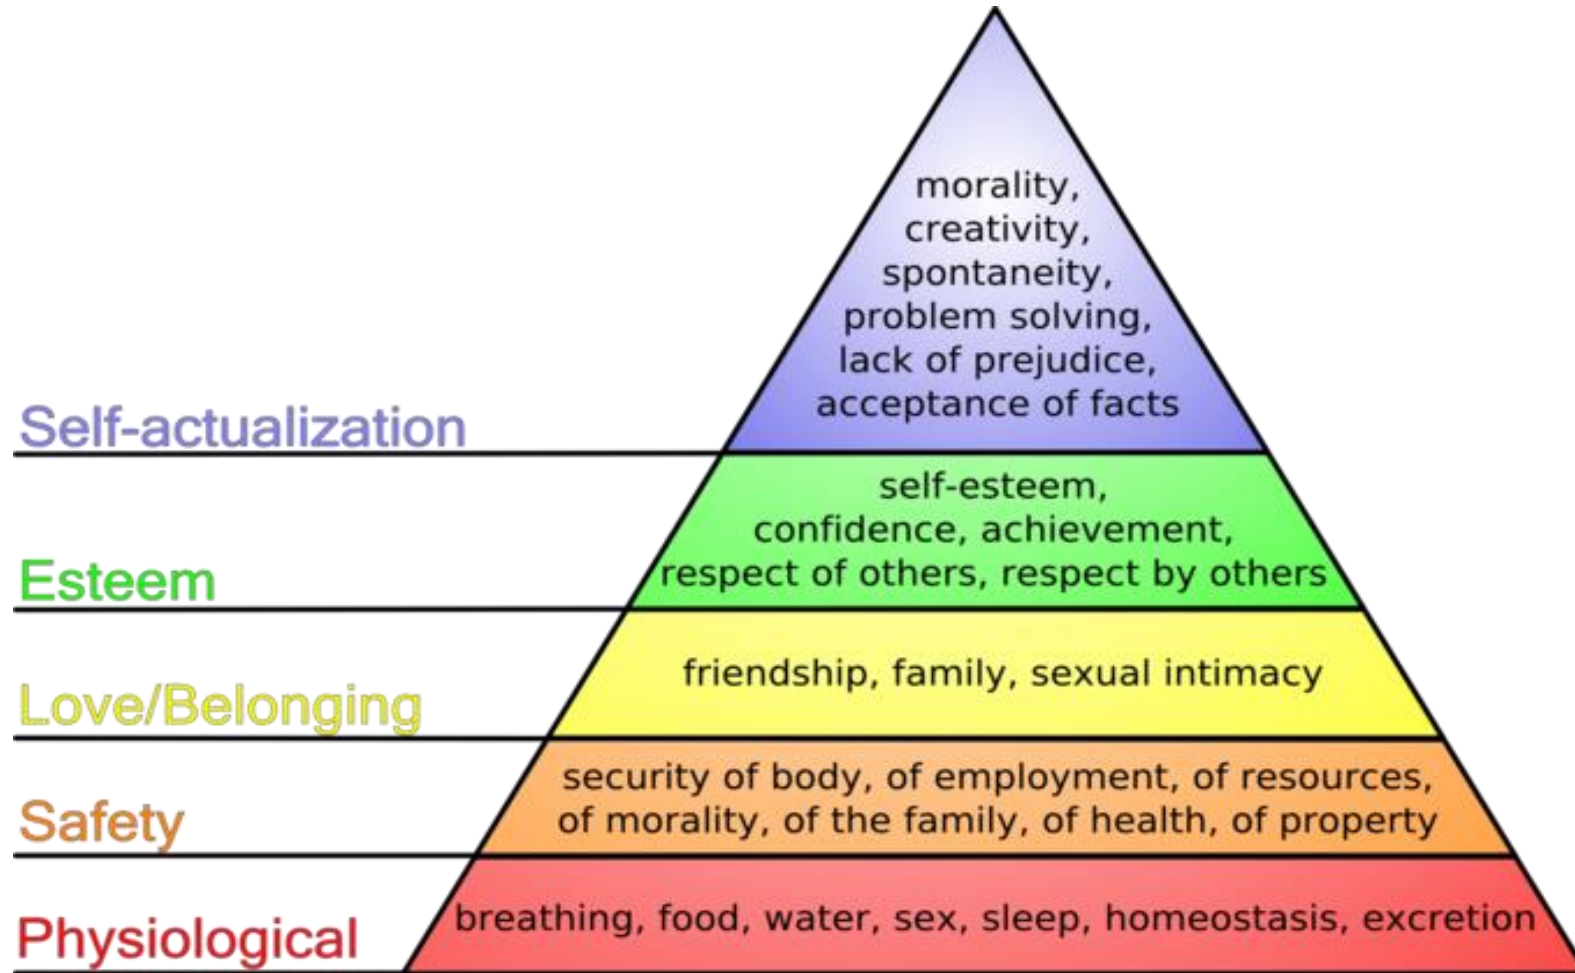 morality,
creativity,
spontaneity,
problem solving,
lack of prejudice,
acceptance of facts
Self-actualization
self-esteem,
confidence, achievement,
respect of others, respect by others
Esteem
friendship, family, sexual intimacy
Love/Belonging
security of body, of employment, of resources,
of morality, of the family, of health, of property
Safety
breathing, food, water, sex, sleep, homeostasis, excretion
Physiological